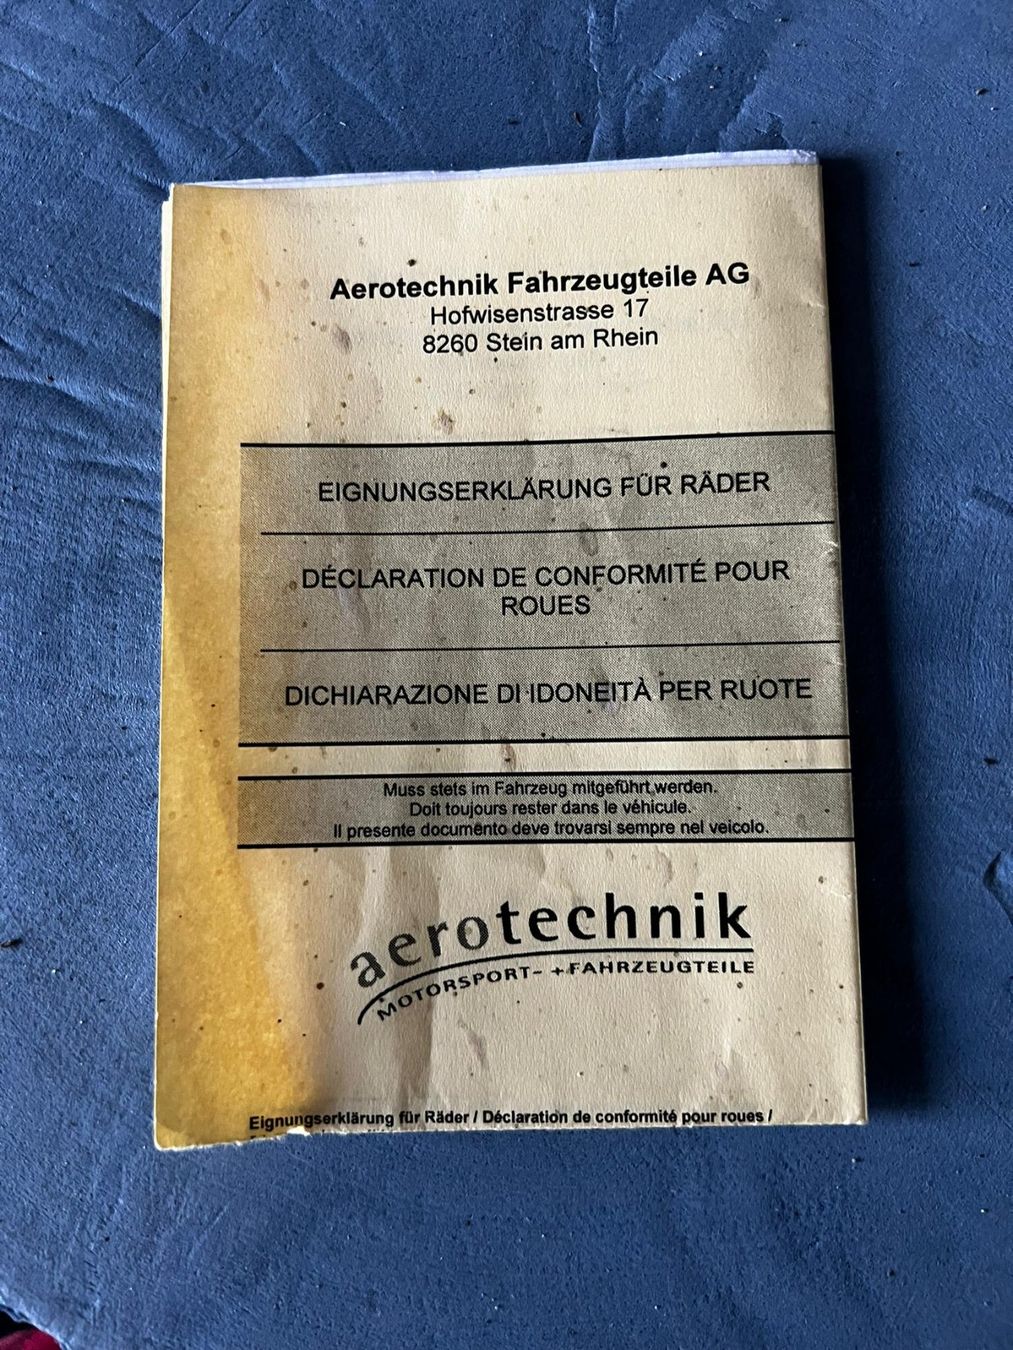 Aerotechnik Fahrzeugteile AG
Hofwisenstrasse 17
8260 Stein am Rhein
EIGNUNGSERKLÄRUNG FÜR RÄDER
DÉCLARATION DE CONFORMITÉ POUR
ROUES
DICHIARAZIONE DI IDONEITÀ PER RUOTE
Muss stets im Fahrzeug mitgeführt werden.
Doit toujours rester dans le véhicule.
Il presente documento deve trovarsi sempre nel veicolo.
aerotechnik
MOTORSPORT- + FAHRZEUGTEILE
Eignungserklärung für Räder / Déclaration de conformité pour roues /